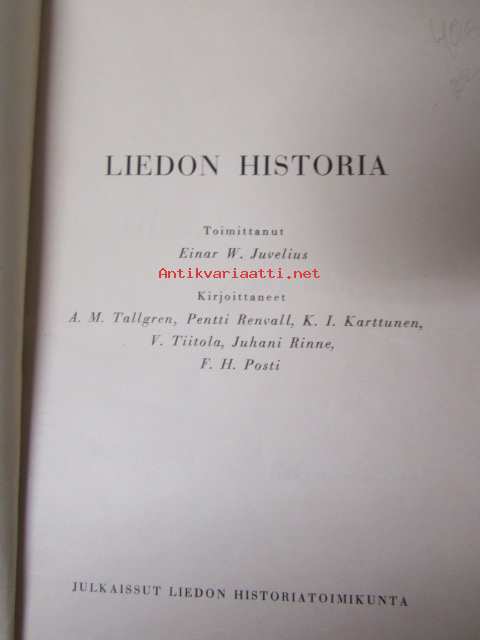 LIEDON HISTORIA
Toimittanut
Einar W. Juvelius
Antikvariaatti.net
Kirjoittaneet
A. M. Tallgren, Pentti Renvall, K. I. Karttunen,
V. Tiitola, Juhani Rinne,
F. H. Posti
JULKAISSUT LIEDON HISTORIATOIMIKUNTA